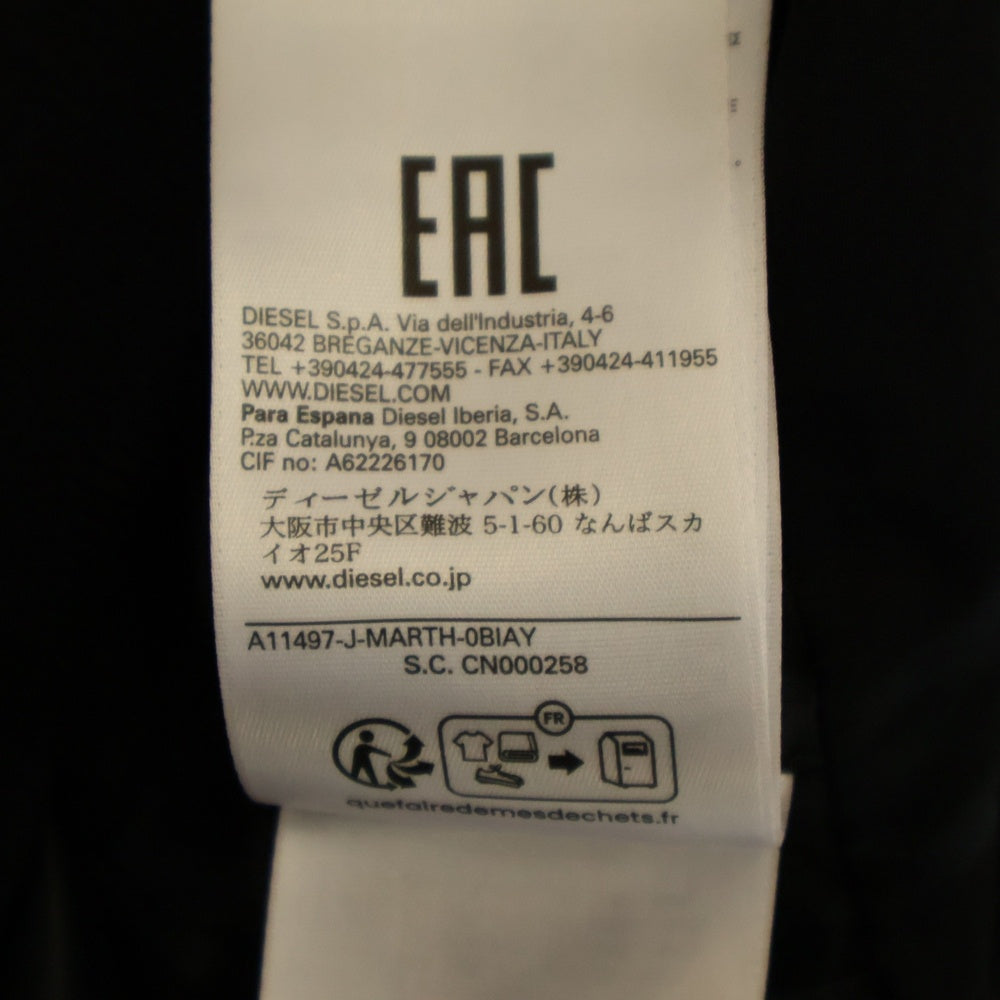 EAC
DIESEL S.p.A. Via dell'Industria, 4-6
36042 BREGANZE-VICENZA-ITALY
TEL +390424-477555 - FAX +390424-411955
WWW.DIESEL.COM
Para Espana Diesel Iberia, S.A.
P.za Catalunya, 9 08002 Barcelona
CIF no: A62226170
ディーゼルジャパン(株)
大阪市中央区難波 5-1-60 なんばスカ
イオ25F
www.diesel.co.jp
A11497-J-MARTH-0BIAY
S.C. CN000258
FR
quefairedemesdechets.fr